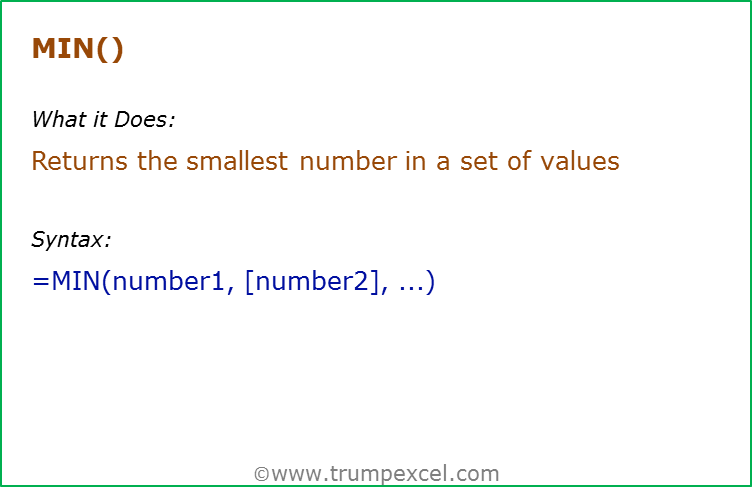 MIN()
What it Does:
Returns the smallest number in a set of values
Syntax:
=MIN(number1, [number2], ...)
©www.trumpexcel.com